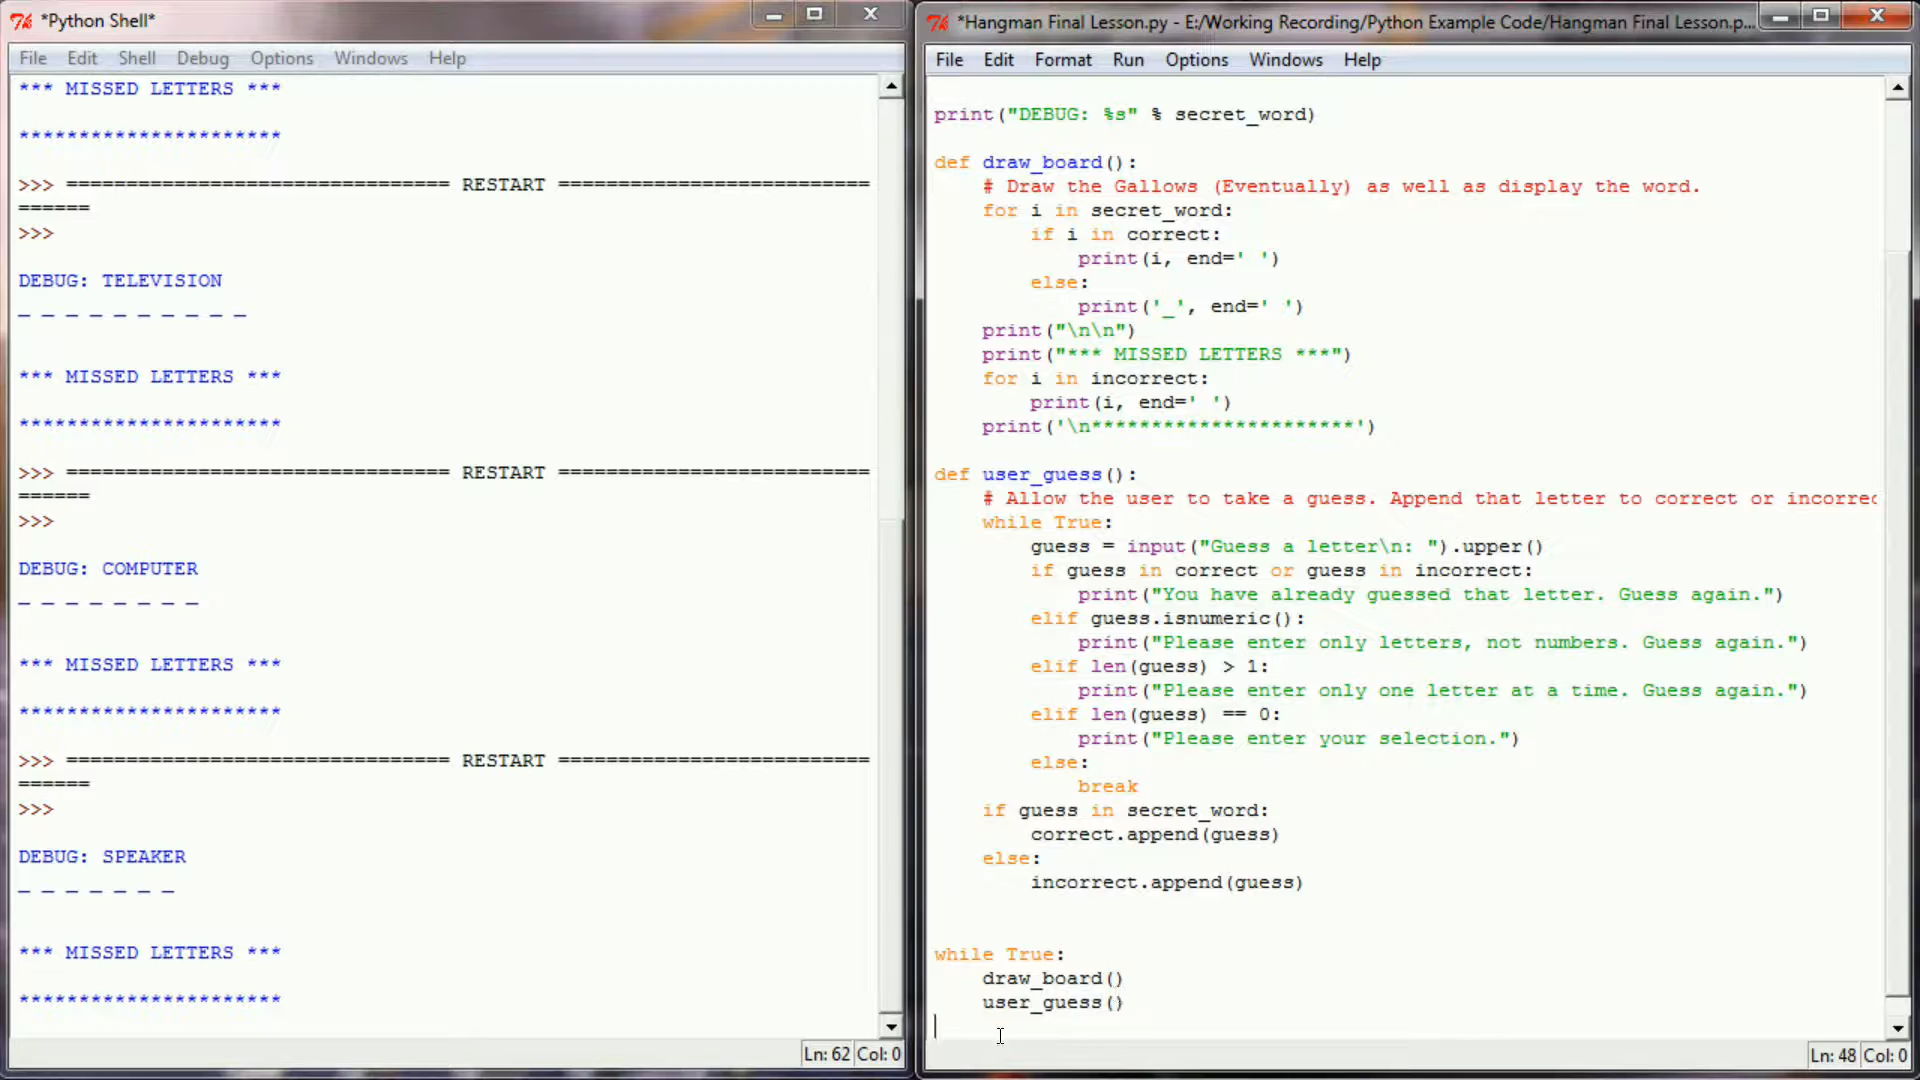 *Python Shell*
File Edit Shell Debug Options Windows Help
*** MISSED LETTERS ***
**********************
>>> ================================ RESTART ==========================
======
>>>
DEBUG: TELEVISION
_ _ _ _ _ _ _ _ _ _
*** MISSED LETTERS ***
**********************
>>> ================================ RESTART ==========================
======
>>>
DEBUG: COMPUTER
_ _ _ _ _ _ _ _
*** MISSED LETTERS ***
**********************
>>> ================================ RESTART ==========================
======
>>>
DEBUG: SPEAKER
_ _ _ _ _ _ _
*** MISSED LETTERS ***
**********************
Ln: 62 Col: 0
*Hangman Final Lesson.py - E:/Working Recording/Python Example Code/Hangman Final Lesson.p...
File Edit Format Run Options Windows Help
print("DEBUG: %s" % secret_word)
def draw_board():
    # Draw the Gallows (Eventually) as well as display the word.
    for i in secret_word:
        if i in correct:
            print(i, end=' ')
        else:
            print('_', end=' ')
    print("\n\n")
    print("*** MISSED LETTERS ***")
    for i in incorrect:
        print(i, end=' ')
    print('\n**********************')
def user_guess():
    # Allow the user to take a guess. Append that letter to correct or incorrec
    while True:
        guess = input("Guess a letter\n: ").upper()
        if guess in correct or guess in incorrect:
            print("You have already guessed that letter. Guess again.")
        elif guess.isnumeric():
            print("Please enter only letters, not numbers. Guess again.")
        elif len(guess) > 1:
            print("Please enter only one letter at a time. Guess again.")
        elif len(guess) == 0:
            print("Please enter your selection.")
        else:
            break
    if guess in secret_word:
        correct.append(guess)
    else:
        incorrect.append(guess)
while True:
    draw_board()
    user_guess()
Ln: 48 Col: 0